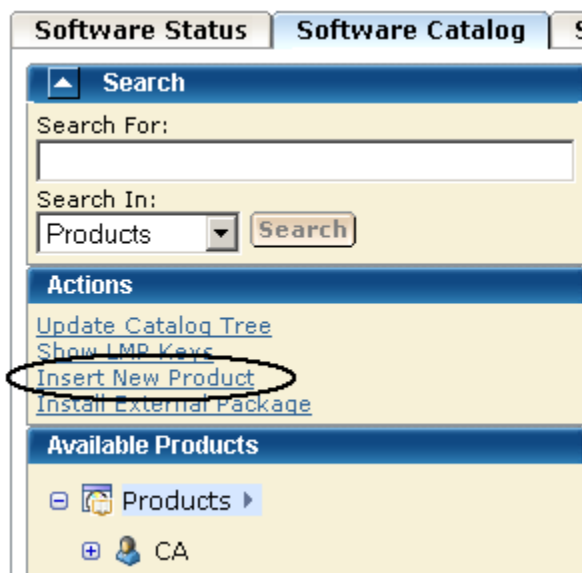 Software Status Software Catalog S
Search
Search For:
Search In:
Products Search
Actions
Update Catalog Tree
Show LMP Keys
Insert New Product
Install External Package
Available Products
Products
CA